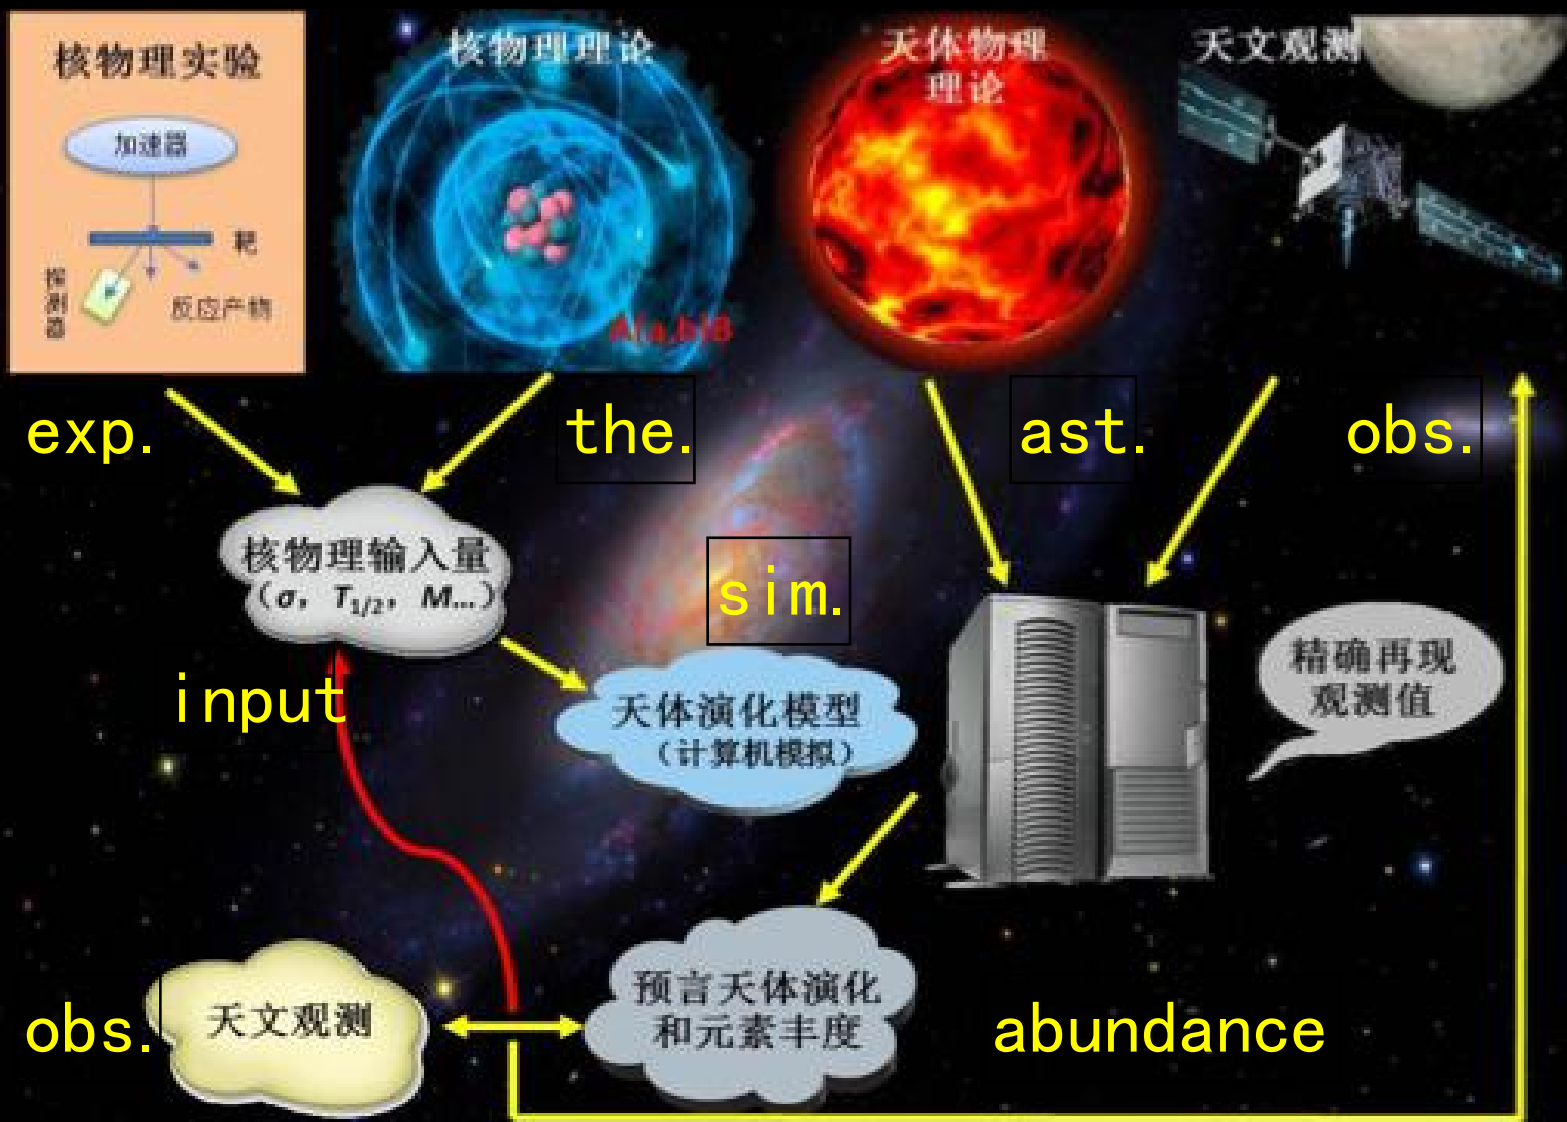 核物理实验
加速器
靶
探测器
反应产物
核物理理论
A(a,b)B
天体物理
理论
天文观测
exp.
the.
ast.
obs.
核物理输入量
（σ, T1/2, M...）
sim.
input
天体演化模型
（计算机模拟）
精确再现
观测值
obs.
天文观测
预言天体演化
和元素丰度
abundance